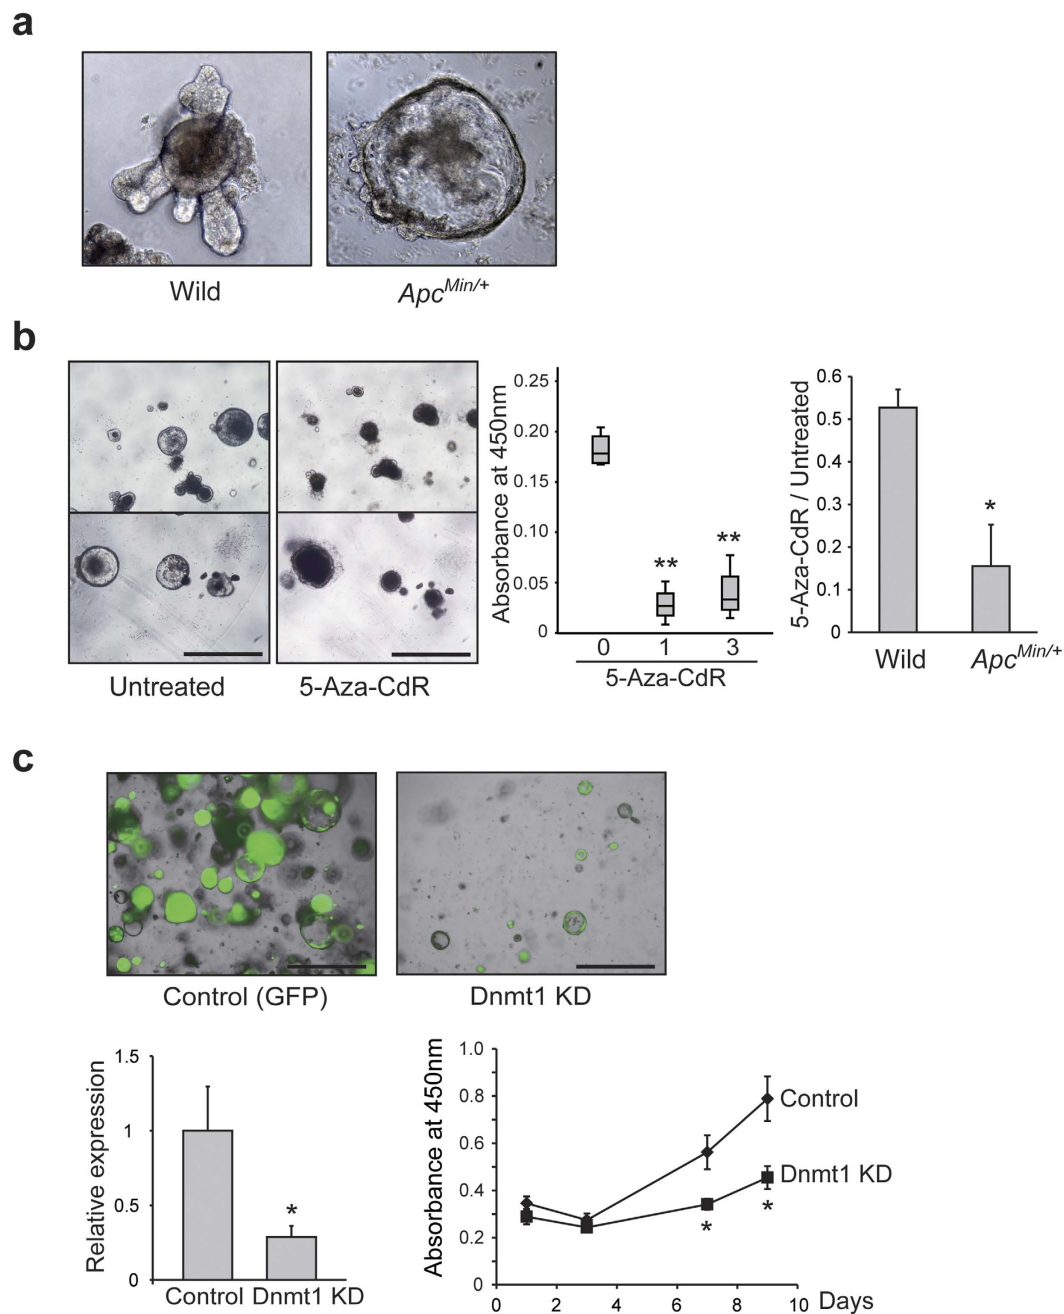 a
Wild
Apc^Min/+
b
Untreated
5-Aza-CdR
Absorbance at 450nm
0.25
0.20
0.15
0.10
0.05
0
**
**
0 1 3
5-Aza-CdR
5-Aza-CdR / Untreated
0.6
0.5
0.4
0.3
0.2
0.1
0
*
Wild
Apc^Min/+
c
Control (GFP)
Dnmt1 KD
Relative expression
1.5
1
0.5
0
*
Control Dnmt1 KD
Absorbance at 450nm
1.0
0.8
0.6
0.4
0.2
0
Control
Dnmt1 KD
*
*
0 2 4 6 8 10 Days